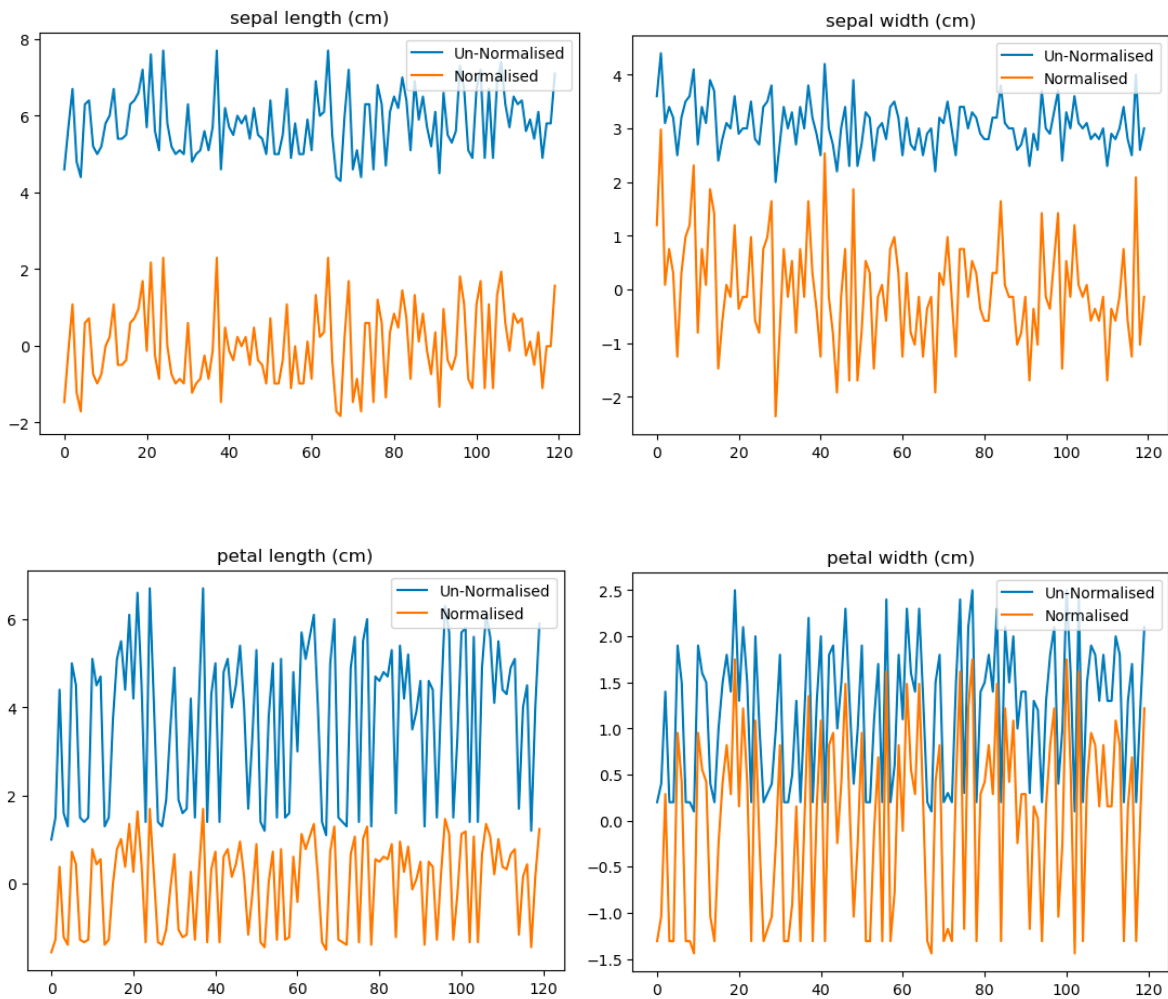 sepal length (cm)
Un-Normalised
Normalised
8
6
4
2
0
−2
0 20 40 60 80 100 120
sepal width (cm)
Un-Normalised
Normalised
4
3
2
1
0
−1
−2
0 20 40 60 80 100 120
petal length (cm)
Un-Normalised
Normalised
6
4
2
0
0 20 40 60 80 100 120
petal width (cm)
Un-Normalised
Normalised
2.5
2.0
1.5
1.0
0.5
0.0
−0.5
−1.0
−1.5
0 20 40 60 80 100 120